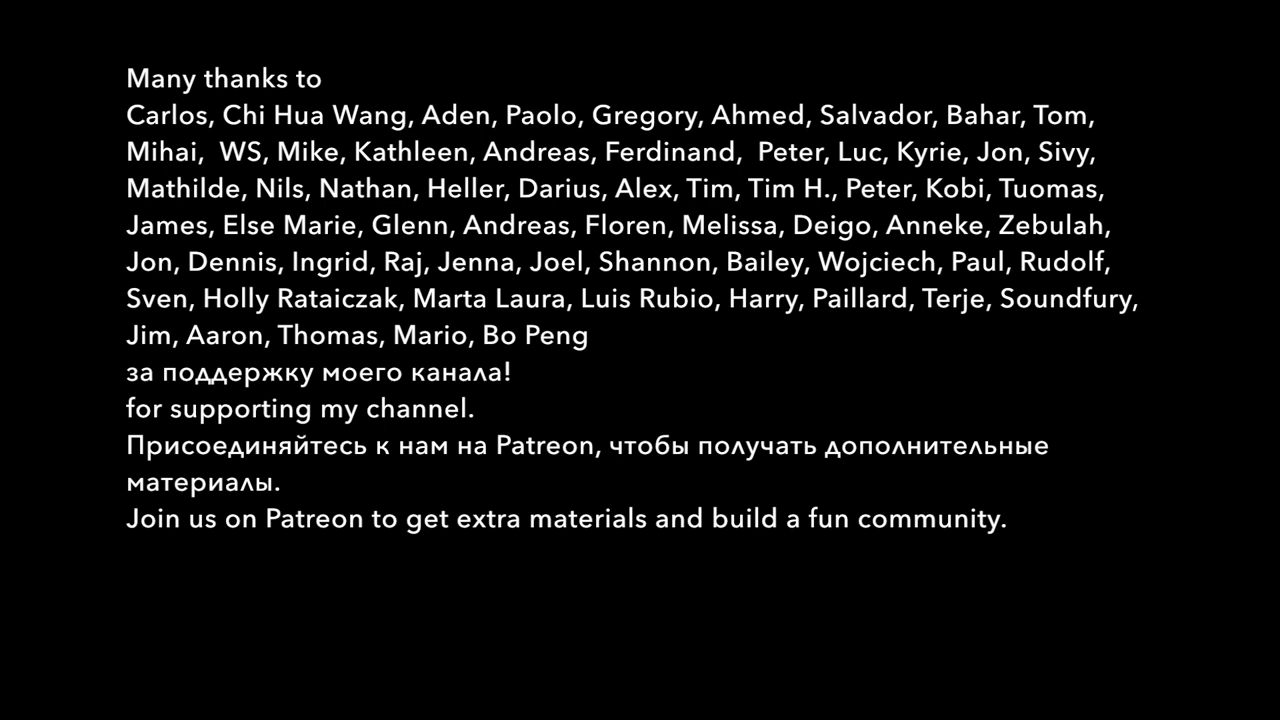 Many thanks to
Carlos, Chi Hua Wang, Aden, Paolo, Gregory, Ahmed, Salvador, Bahar, Tom,
Mihai,  WS, Mike, Kathleen, Andreas, Ferdinand,  Peter, Luc, Kyrie, Jon, Sivy,
Mathilde, Nils, Nathan, Heller, Darius, Alex, Tim, Tim H., Peter, Kobi, Tuomas,
James, Else Marie, Glenn, Andreas, Floren, Melissa, Deigo, Anneke, Zebulah,
Jon, Dennis, Ingrid, Raj, Jenna, Joel, Shannon, Bailey, Wojciech, Paul, Rudolf,
Sven, Holly Rataiczak, Marta Laura, Luis Rubio, Harry, Paillard, Terje, Soundfury,
Jim, Aaron, Thomas, Mario, Bo Peng
за поддержку моего канала!
for supporting my channel.
Присоединяйтесь к нам на Patreon, чтобы получать дополнительные
материалы.
Join us on Patreon to get extra materials and build a fun community.